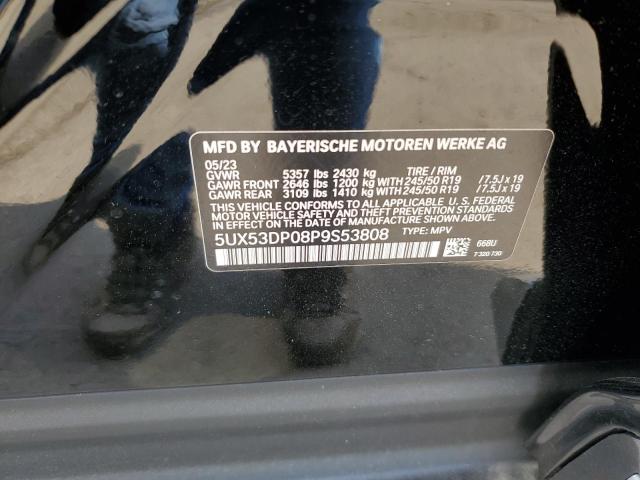 MFD BY BAYERISCHE MOTOREN WERKE AG
05/23
GVWR 5357 lbs 2430 kg TIRE / RIM
GAWR FRONT 2646 lbs 1200 kg WITH 245/50 R19 /7.5J x 19
GAWR REAR 3109 lbs 1410 kg WITH 245/50 R19 /7.5J x 19
THIS VEHICLE CONFORMS TO ALL APPLICABLE U. S. FEDERAL
MOTOR VEHICLE SAFETY AND THEFT PREVENTION STANDARDS
IN EFFECT ON THE DATE OF MANUFACTURE SHOWN ABOVE.
5UX53DP08P9S53808 TYPE: MPV
668U
7 320 730